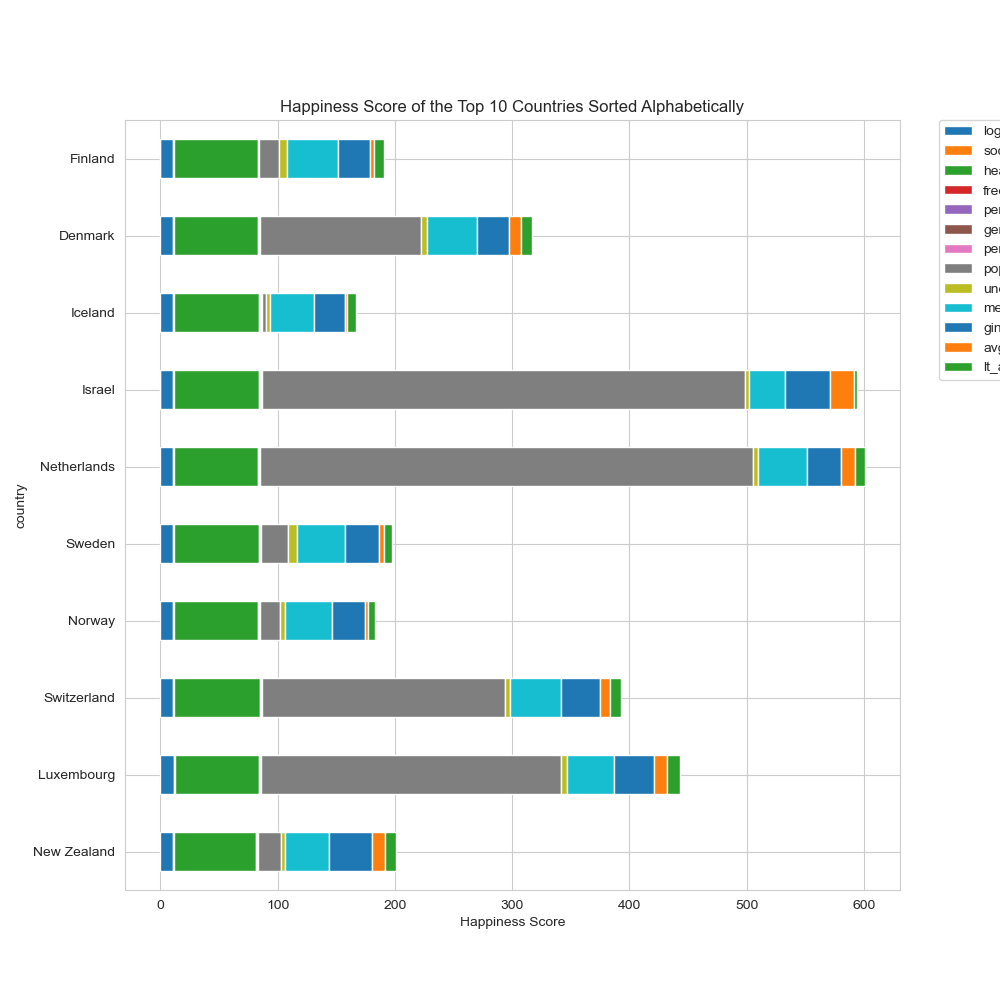 Happiness Score of the Top 10 Countries Sorted Alphabetically
Finland
Denmark
Iceland
Israel
Netherlands
Sweden
Norway
Switzerland
Luxembourg
New Zealand
country
0 100 200 300 400 500 600
Happiness Score
log
soc
hea
free
per
gen
per
pop
une
me
gin
avg
lt_a